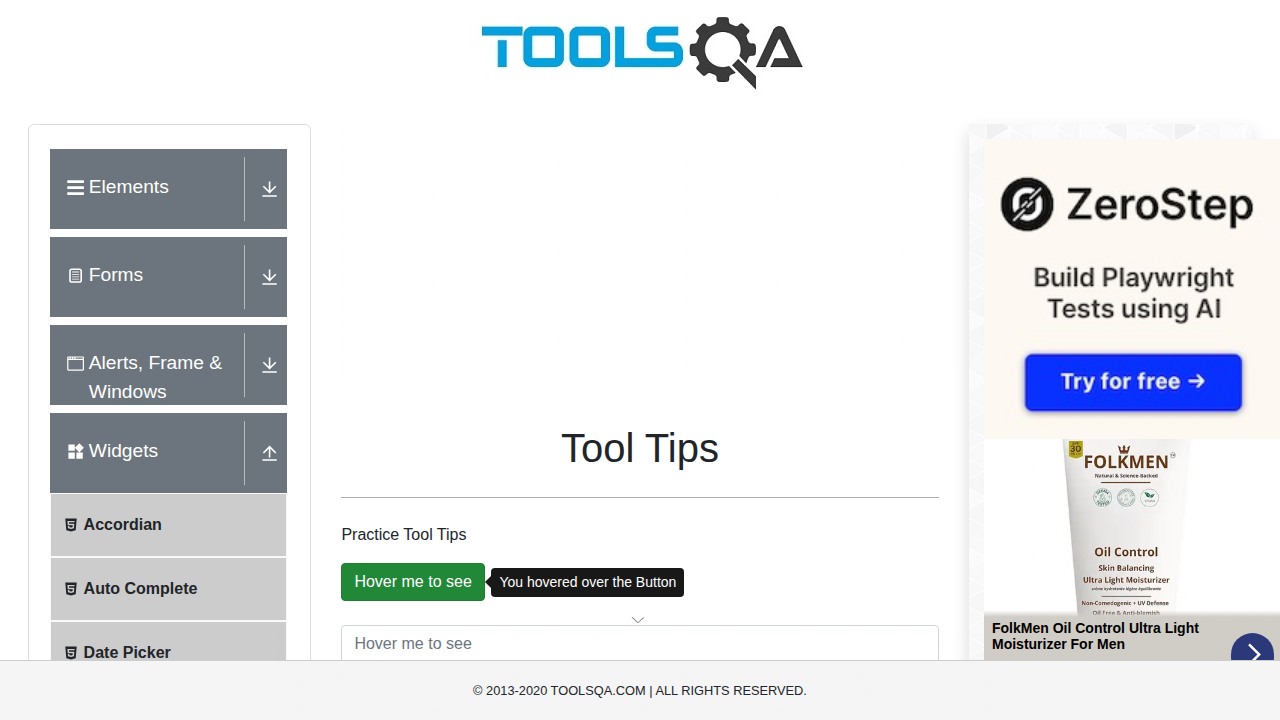 TOOLSQA
Elements
Forms
Alerts, Frame &
Windows
Widgets
Accordian
Auto Complete
Date Picker
Tool Tips
Practice Tool Tips
Hover me to see
You hovered over the Button
Hover me to see
ZeroStep
Build Playwright
Tests using AI
Try for free →
30
FOLKMEN
Natural & Science-Backed
Oil Control
Skin Balancing
Ultra Light Moisturizer
Non-Comedogenic + UV Defense
Oil Free & Anti-blemish
FolkMen Oil Control Ultra Light
Moisturizer For Men
© 2013-2020 TOOLSQA.COM | ALL RIGHTS RESERVED.